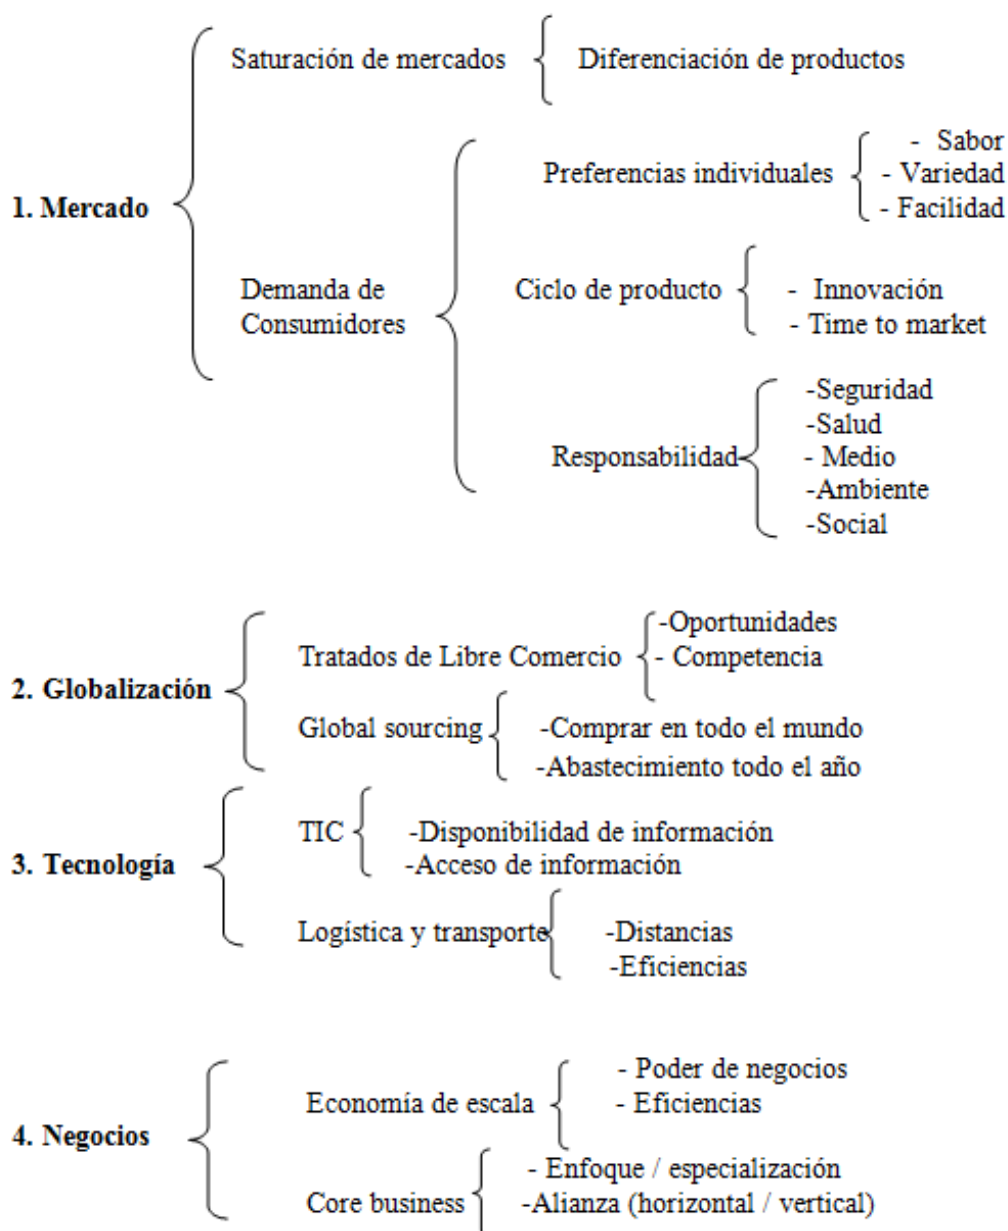 Saturación de mercados
Diferenciación de productos
1. Mercado
Demanda de
Consumidores
Preferencias individuales
- Sabor
- Variedad
- Facilidad
Ciclo de producto
- Innovación
- Time to market
Responsabilidad
-Seguridad
-Salud
- Medio
-Ambiente
-Social
2. Globalización
Tratados de Libre Comercio
-Oportunidades
- Competencia
Global sourcing
-Comprar en todo el mundo
-Abastecimiento todo el año
3. Tecnología
TIC
-Disponibilidad de información
-Acceso de información
Logística y transporte
-Distancias
-Eficiencias
4. Negocios
Economía de escala
- Poder de negocios
- Eficiencias
Core business
- Enfoque / especialización
-Alianza (horizontal / vertical)